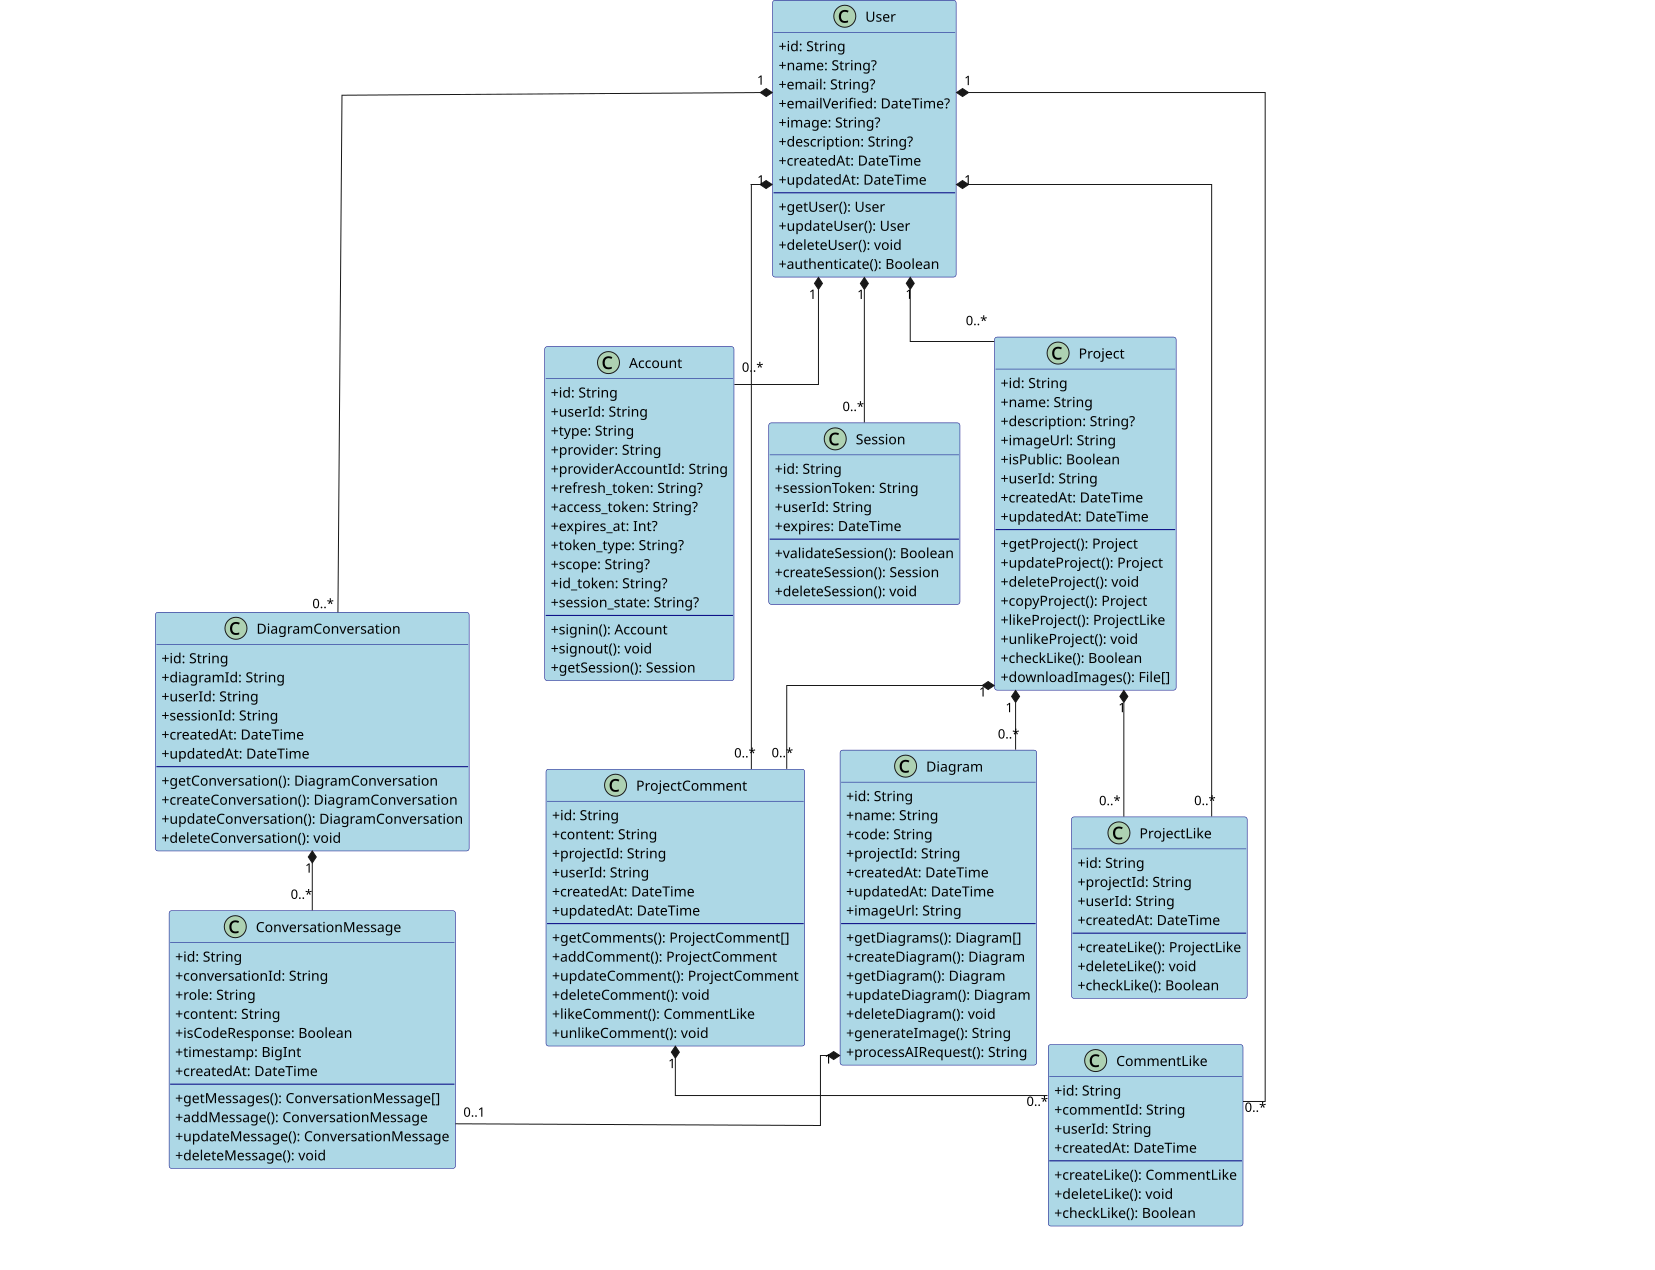 C User
+id: String
+name: String?
+email: String?
+emailVerified: DateTime?
+image: String?
+description: String?
+createdAt: DateTime
+updatedAt: DateTime
+getUser(): User
+updateUser(): User
+deleteUser(): void
+authenticate(): Boolean
1
1
1
1
1
1
1
0..*
0..*
0..*
0..*
C Account
+id: String
+userId: String
+type: String
+provider: String
+providerAccountId: String
+refresh_token: String?
+access_token: String?
+expires_at: Int?
+token_type: String?
+scope: String?
+id_token: String?
+session_state: String?
+signin(): Account
+signout(): void
+getSession(): Session
C Session
+id: String
+sessionToken: String
+userId: String
+expires: DateTime
+validateSession(): Boolean
+createSession(): Session
+deleteSession(): void
C Project
+id: String
+name: String
+description: String?
+imageUrl: String
+isPublic: Boolean
+userId: String
+createdAt: DateTime
+updatedAt: DateTime
+getProject(): Project
+updateProject(): Project
+deleteProject(): void
+copyProject(): Project
+likeProject(): ProjectLike
+unlikeProject(): void
+checkLike(): Boolean
+downloadImages(): File[]
C DiagramConversation
+id: String
+diagramId: String
+userId: String
+sessionId: String
+createdAt: DateTime
+updatedAt: DateTime
+getConversation(): DiagramConversation
+createConversation(): DiagramConversation
+updateConversation(): DiagramConversation
+deleteConversation(): void
1
1
1
0..*
0..*
0..*
0..*
0..*
C ProjectComment
+id: String
+content: String
+projectId: String
+userId: String
+createdAt: DateTime
+updatedAt: DateTime
+getComments(): ProjectComment[]
+addComment(): ProjectComment
+updateComment(): ProjectComment
+deleteComment(): void
+likeComment(): CommentLike
+unlikeComment(): void
C Diagram
+id: String
+name: String
+code: String
+projectId: String
+createdAt: DateTime
+updatedAt: DateTime
+imageUrl: String
+getDiagrams(): Diagram[]
+createDiagram(): Diagram
+getDiagram(): Diagram
+updateDiagram(): Diagram
+deleteDiagram(): void
+generateImage(): String
+processAIRequest(): String
C ProjectLike
+id: String
+projectId: String
+userId: String
+createdAt: DateTime
+createLike(): ProjectLike
+deleteLike(): void
+checkLike(): Boolean
1
0..*
C ConversationMessage
+id: String
+conversationId: String
+role: String
+content: String
+isCodeResponse: Boolean
+timestamp: BigInt
+createdAt: DateTime
+getMessages(): ConversationMessage[]
+addMessage(): ConversationMessage
+updateMessage(): ConversationMessage
+deleteMessage(): void
1
1
0..1
0..*
0..*
C CommentLike
+id: String
+commentId: String
+userId: String
+createdAt: DateTime
+createLike(): CommentLike
+deleteLike(): void
+checkLike(): Boolean